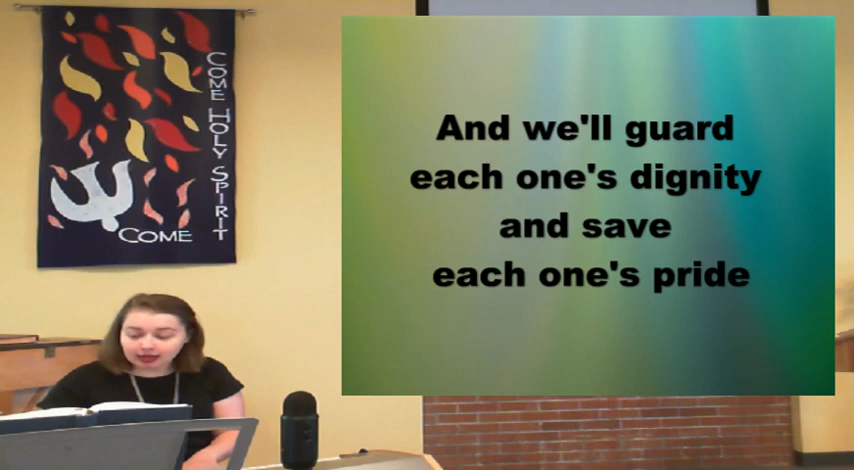 COME HOLY SPIRIT
COME
And we'll guard
each one's dignity
and save
each one's pride